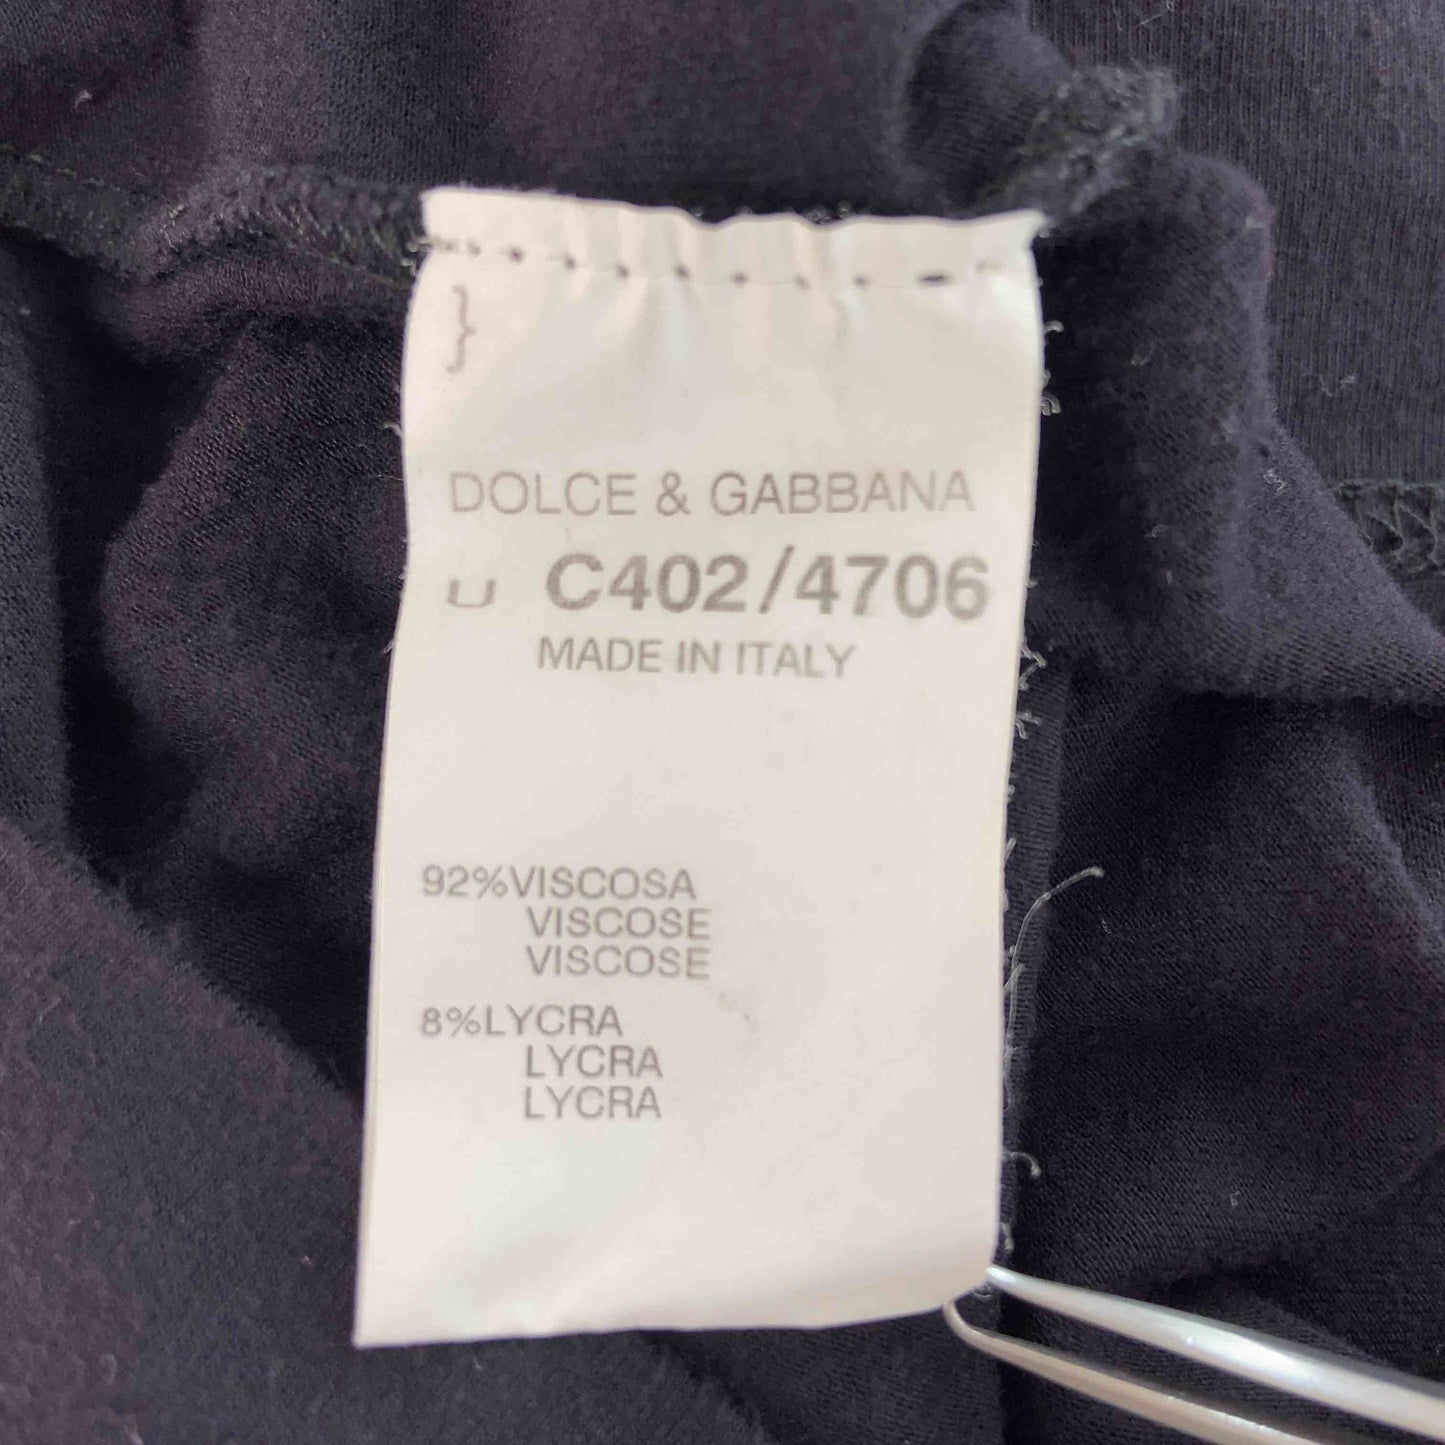 }
DOLCE & GABBANA
U C402/4706
MADE IN ITALY
92%VISCOSA
VISCOSE
VISCOSE
8%LYCRA
LYCRA
LYCRA